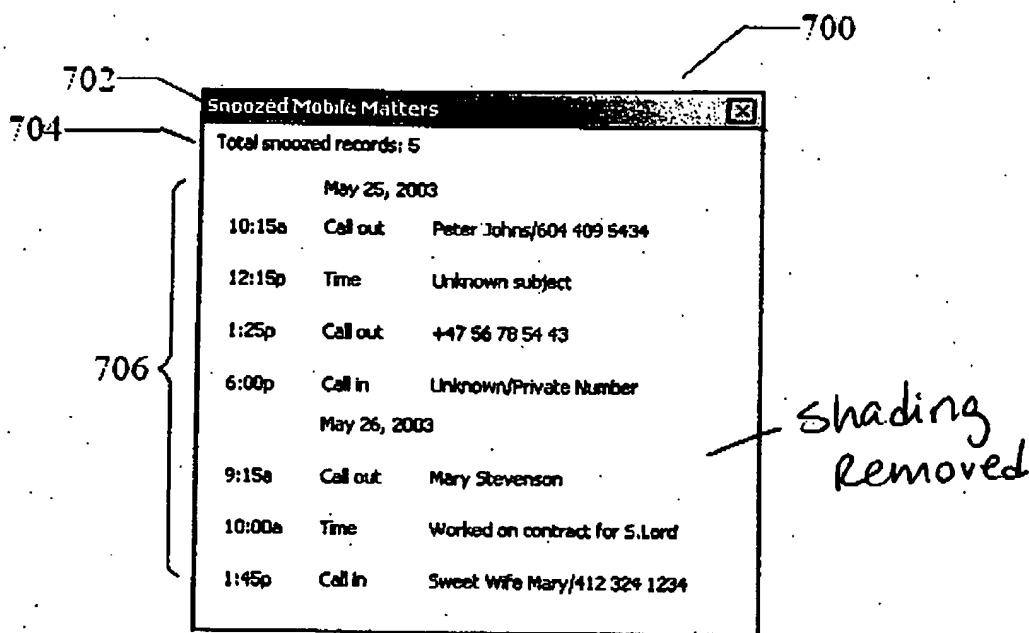 700
702
Snoozed Mobile Matters
704
Total snoozed records: 5
May 25, 2003
10:15a Call out Peter Johns/604 409 5434
12:15p Time Unknown subject
1:25p Call out +47 56 78 54 43
706
6:00p Call in Unknown/Private Number
May 26, 2003
shading
Removed
9:15a Call out Mary Stevenson
10:00a Time Worked on contract for S.Lord
1:45p Call in Sweet Wife Mary/412 324 1234